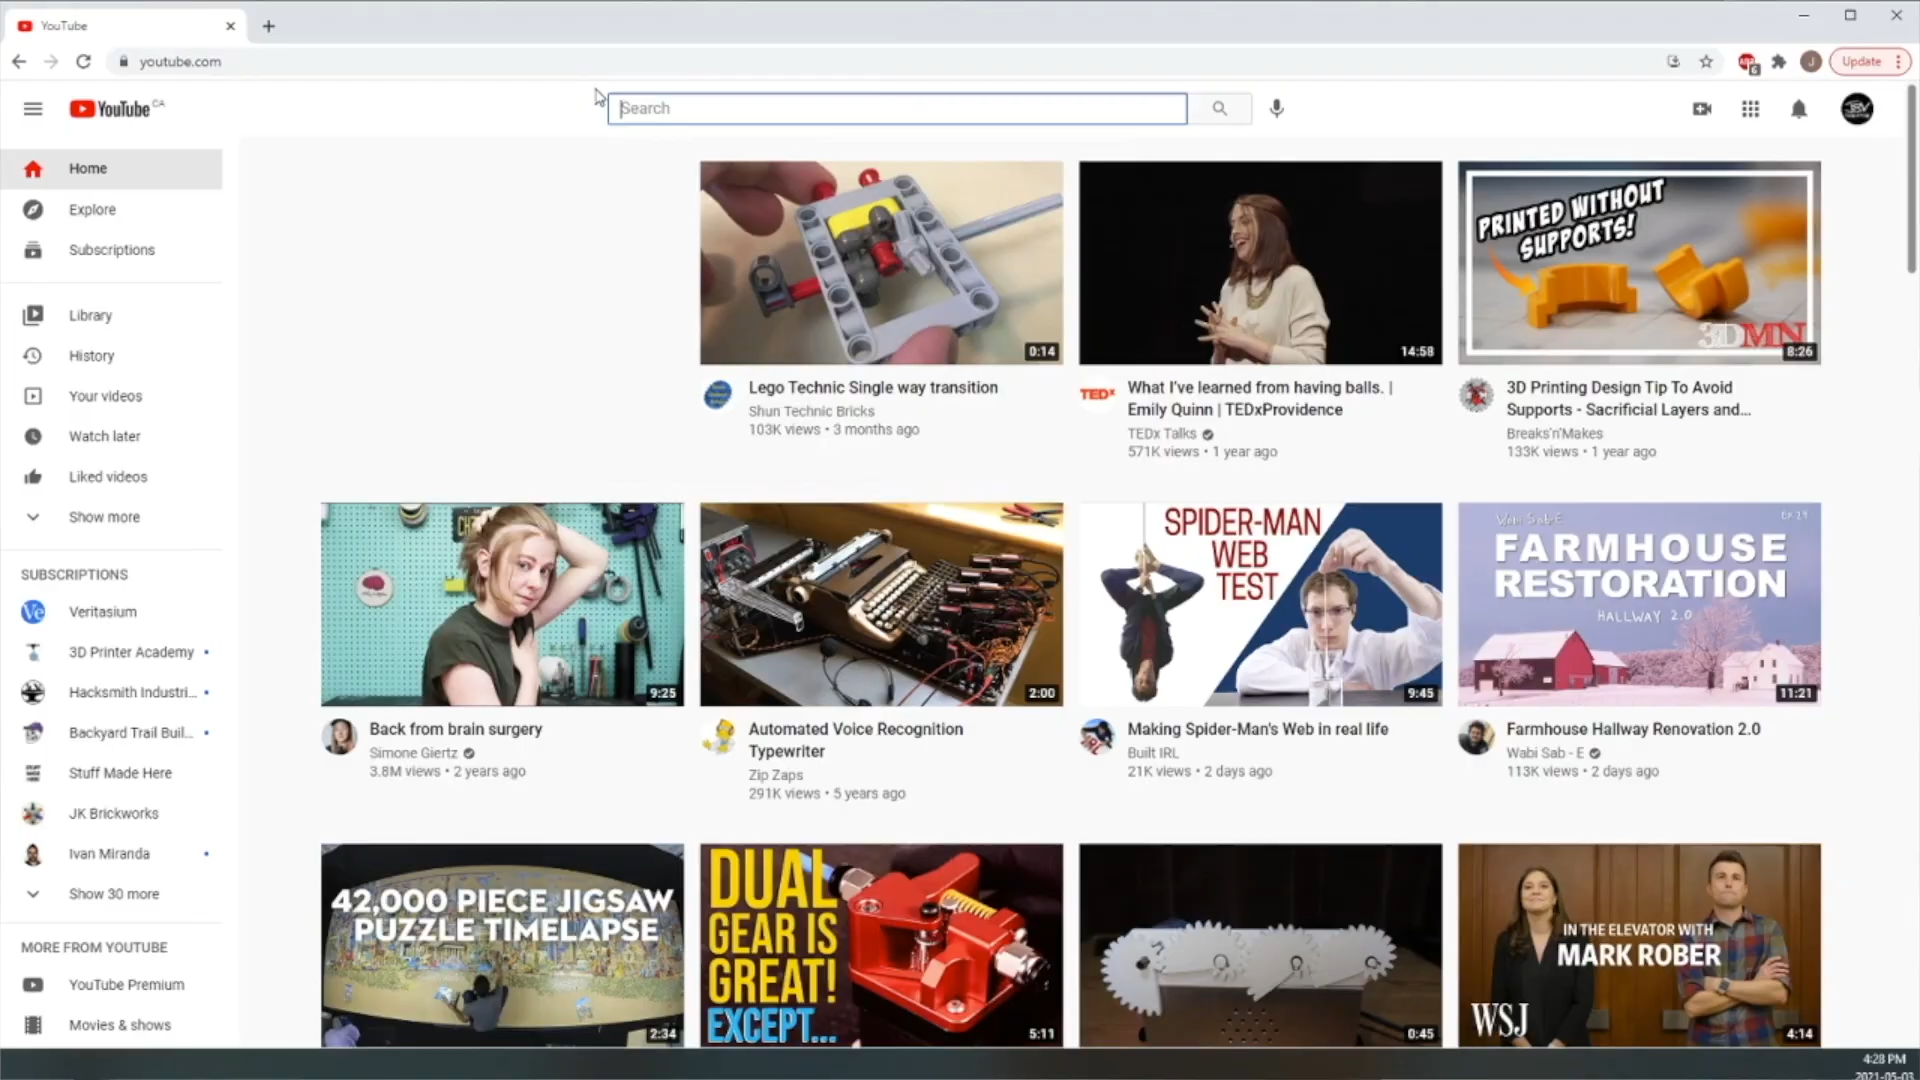 YouTube
youtube.com
Update
YouTube CA
Search
Home
Explore
Subscriptions
Library
History
Your videos
Watch later
Liked videos
Show more
SUBSCRIPTIONS
Veritasium
3D Printer Academy
Hacksmith Industri...
Backyard Trail Buil...
Stuff Made Here
JK Brickworks
Ivan Miranda
Show 30 more
MORE FROM YOUTUBE
YouTube Premium
Movies & shows
0:14
Lego Technic Single way transition
Shun Technic Bricks
103K views • 3 months ago
14:58
TEDx
What I've learned from having balls. |
Emily Quinn | TEDxProvidence
TEDx Talks
571K views • 1 year ago
PRINTED WITHOUT
SUPPORTS!
3DMN
8:26
3D Printing Design Tip To Avoid
Supports - Sacrificial Layers and...
Breaks'n'Makes
133K views • 1 year ago
9:25
Back from brain surgery
Simone Giertz
3.8M views • 2 years ago
2:00
Automated Voice Recognition
Typewriter
Zip Zaps
291K views • 5 years ago
SPIDER-MAN
WEB
TEST
9:45
Making Spider-Man's Web in real life
Built IRL
21K views • 2 days ago
Wabi Sab-E
EP.29
FARMHOUSE
RESTORATION
HALLWAY 2.0
11:21
Farmhouse Hallway Renovation 2.0
Wabi Sab - E
113K views • 2 days ago
42,000 PIECE JIGSAW
PUZZLE TIMELAPSE
2:34
DUAL
GEAR IS
GREAT!
EXCEPT...
5:11
0:45
IN THE ELEVATOR WITH
MARK ROBER
WSJ
4:14
4:28 PM
2021-05-03